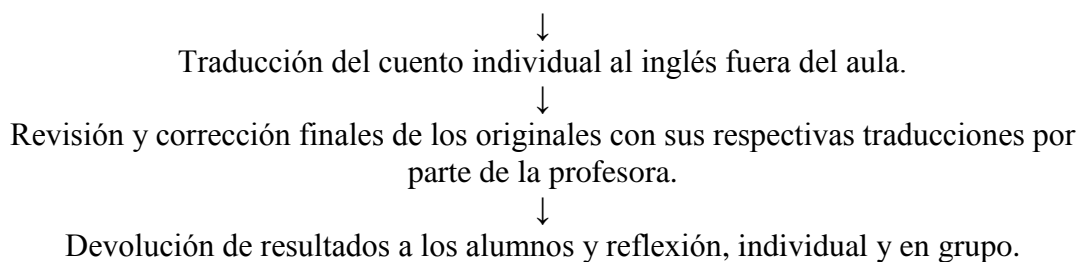 ↓
Traducción del cuento individual al inglés fuera del aula.
↓
Revisión y corrección finales de los originales con sus respectivas traducciones por
parte de la profesora.
↓
Devolución de resultados a los alumnos y reflexión, individual y en grupo.